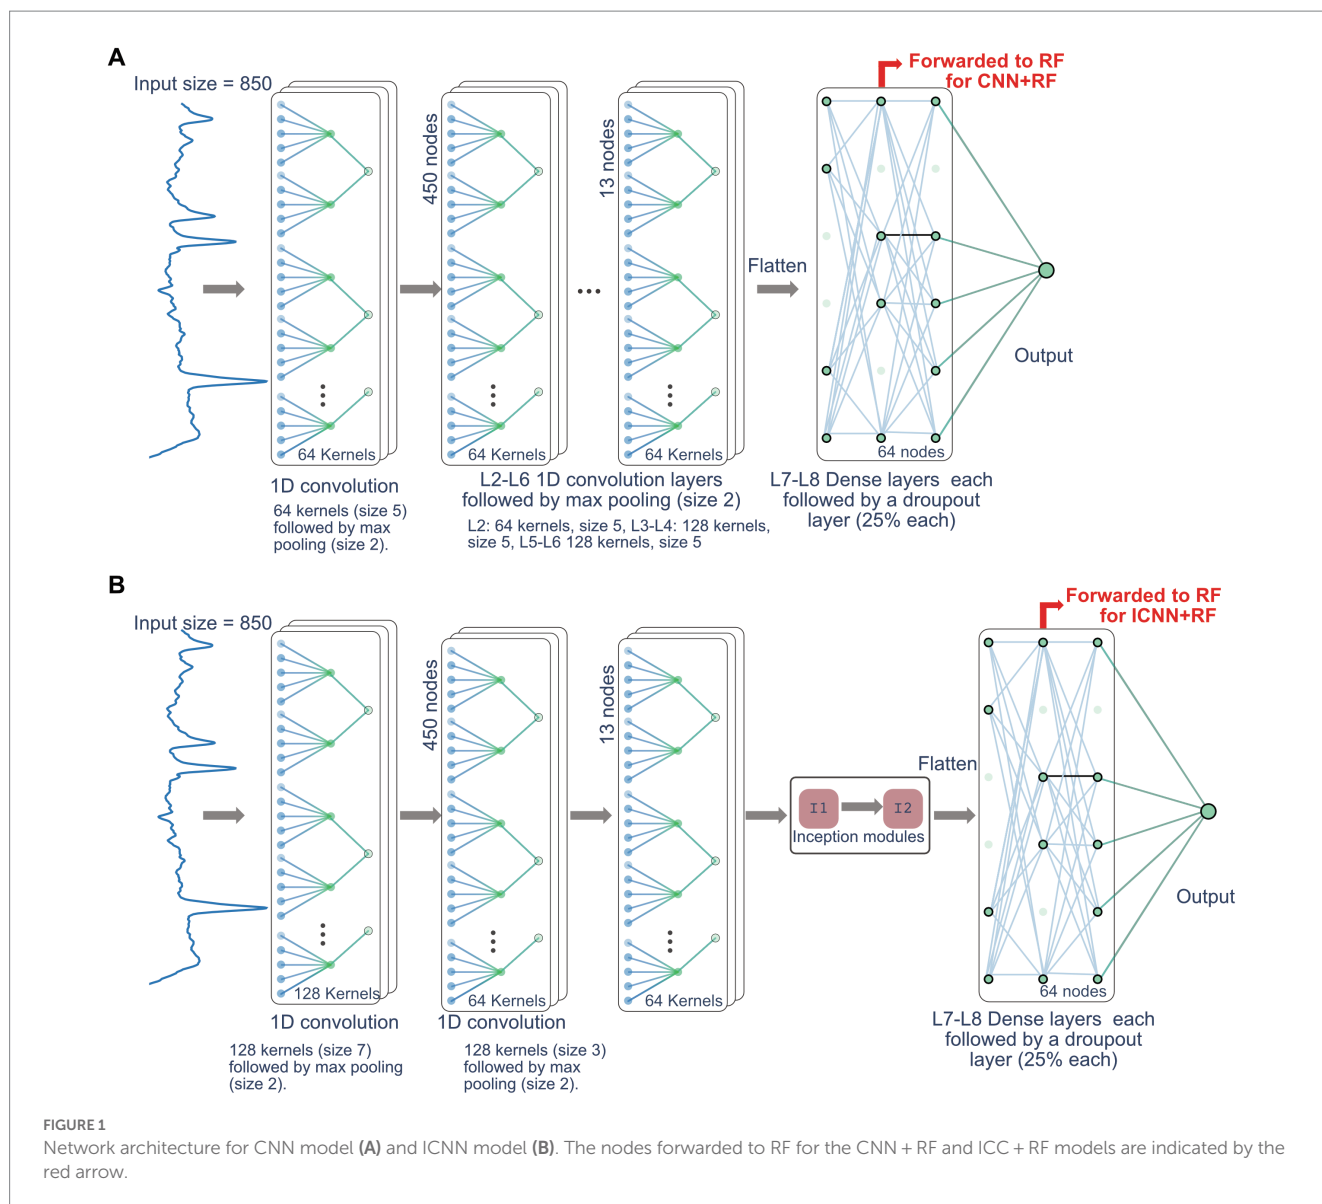 A
Input size = 850
Forwarded to RF
for CNN+RF
450 nodes
13 nodes
Flatten
Output
64 Kernels
64 Kernels
64 Kernels
64 nodes
1D convolution
64 kernels (size 5)
followed by max
pooling (size 2).
L2-L6 1D convolution layers
followed by max pooling (size 2)
L2: 64 kernels, size 5, L3-L4: 128 kernels,
size 5, L5-L6 128 kernels, size 5
L7-L8 Dense layers each
followed by a droupout
layer (25% each)
B
Input size = 850
Forwarded to RF
for ICNN+RF
450 nodes
13 nodes
Flatten
I1
I2
Inception modules
Output
128 Kernels
64 Kernels
64 Kernels
64 nodes
1D convolution
128 kernels (size 7)
followed by max pooling
(size 2).
1D convolution
128 kernels (size 3)
followed by max
pooling (size 2).
L7-L8 Dense layers each
followed by a droupout
layer (25% each)
FIGURE 1
Network architecture for CNN model (A) and ICNN model (B). The nodes forwarded to RF for the CNN + RF and ICC + RF models are indicated by the
red arrow.